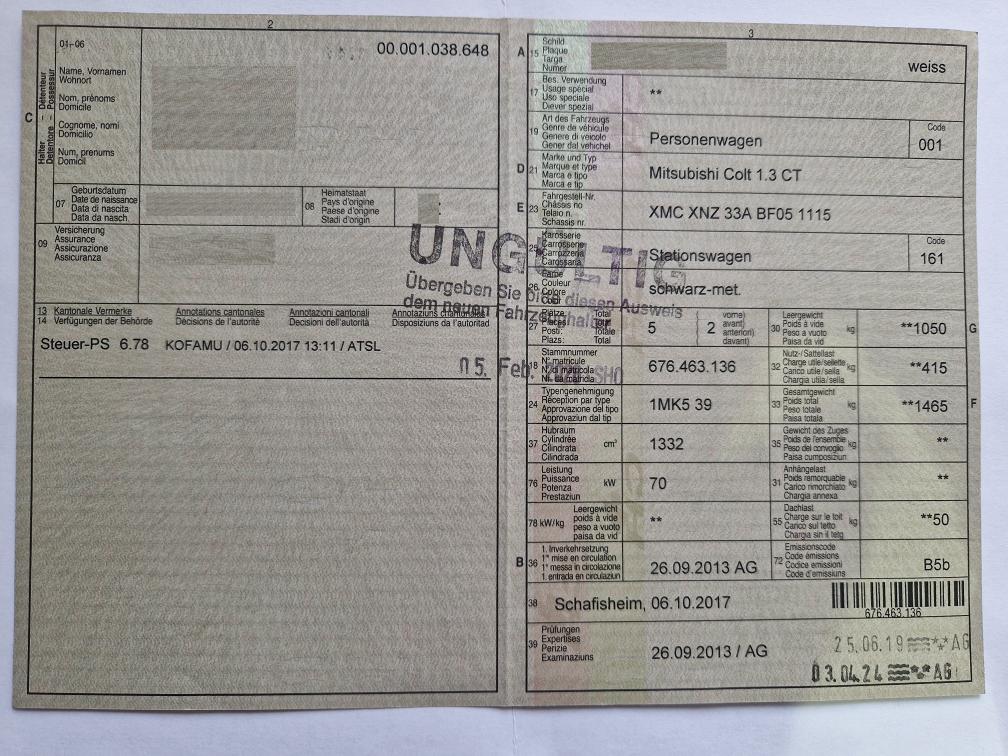 2
01-06
00.001.038.648
C
Halter Détenteur
Detentore Possessur
Name, Vornamen
Wohnort
Nom, prénoms
Domicile
Cognome, nomi
Domicilio
Num, prenums
Domicil
07 Geburtsdatum
Date de naissance
Data di nascita
Data da nasch.
08 Heimatstaat
Pays d'origine
Paese d'origine
Stadi d'origin
09 Versicherung
Assurance
Assicurazione
Assicuranza
UNGÜLTIG
Übergeben Sie bitte diesen Ausweis
dem neuen Fahrzeughalter
05. Feb. SHO
13 Kantonale Vermerke Annotations cantonales Annotazioni cantonali Annotaziuns chantunalas
14 Verfügungen der Behörde Décisions de l'autorité Decisioni dell'autorità Disposiziuns da l'autoritad
Steuer-PS 6.78 KOFAMU / 06.10.2017 13:11 / ATSL
3
A 15 Schild
Plaque
Targa
Numer
weiss
17 Bes. Verwendung
Usage spécial
Uso speciale
Diever spezial
**
19 Art des Fahrzeugs
Genre de véhicule
Genere di veicolo
Gener dal vehichel
Personenwagen
Code
001
D 21 Marke und Typ
Marque et type
Marca e tipo
Marca e tip
Mitsubishi Colt 1.3 CT
E 23 Fahrgestell-Nr.
Châssis no
Telaio n.
Schassis nr.
XMC XNZ 33A BF05 1115
25 Karosserie
Carrosserie
Carrozzeria
Carossaria
Stationswagen
Code
161
26 Farbe
Couleur
Colore
Colur
schwarz-met.
27 Plätze: Total
Places: Total
Posti: Totale
Plazs: Total
5
2
vorne)
avant)
anteriori)
davant)
30 Leergewicht
Poids à vide
Peso a vuoto
Paisa da vid
kg
**1050
G
18 Stammnummer
N° matricule
N° di matricola
Nr. da matricla
676.463.136
32 Nutz-/Sattellast
Charge utile/sellette
Carico utile/sella
Chargia utila/sella
kg
**415
24 Typengenehmigung
Réception par type
Approvazione del tipo
Approvaziun dal tip
1MK5 39
33 Gesamtgewicht
Poids total
Peso totale
Paisa totala
kg
**1465
F
37 Hubraum
Cylindrée
Cilindrata
Cilindrada
cm³
1332
35 Gewicht des Zuges
Poids de l'ensemble
Peso del convoglio
Paisa cumposiziun
kg
**
76 Leistung
Puissance
Potenza
Prestaziun
kW
70
31 Anhängelast
Poids remorquable
Carico rimorchiato
Chargia annexa
kg
**
78 kW/kg
Leergewicht
poids à vide
peso a vuoto
paisa da vid
**
55 Dachlast
Charge sur le toit
Carico sul tetto
Chargia sin il tetg
kg
**50
B 36 1. Inverkehrsetzung
1re mise en circulation
1a messa in circolazione
1. entrada en circulaziun
26.09.2013 AG
72 Emissionscode
Code émissions
Codice emissioni
Code d'emissiuns
B5b
38 Schafisheim, 06.10.2017
676.463.136
39 Prüfungen
Expertises
Perizie
Examinaziuns
26.09.2013 / AG
25.06.19 AG
03.04.24 AG